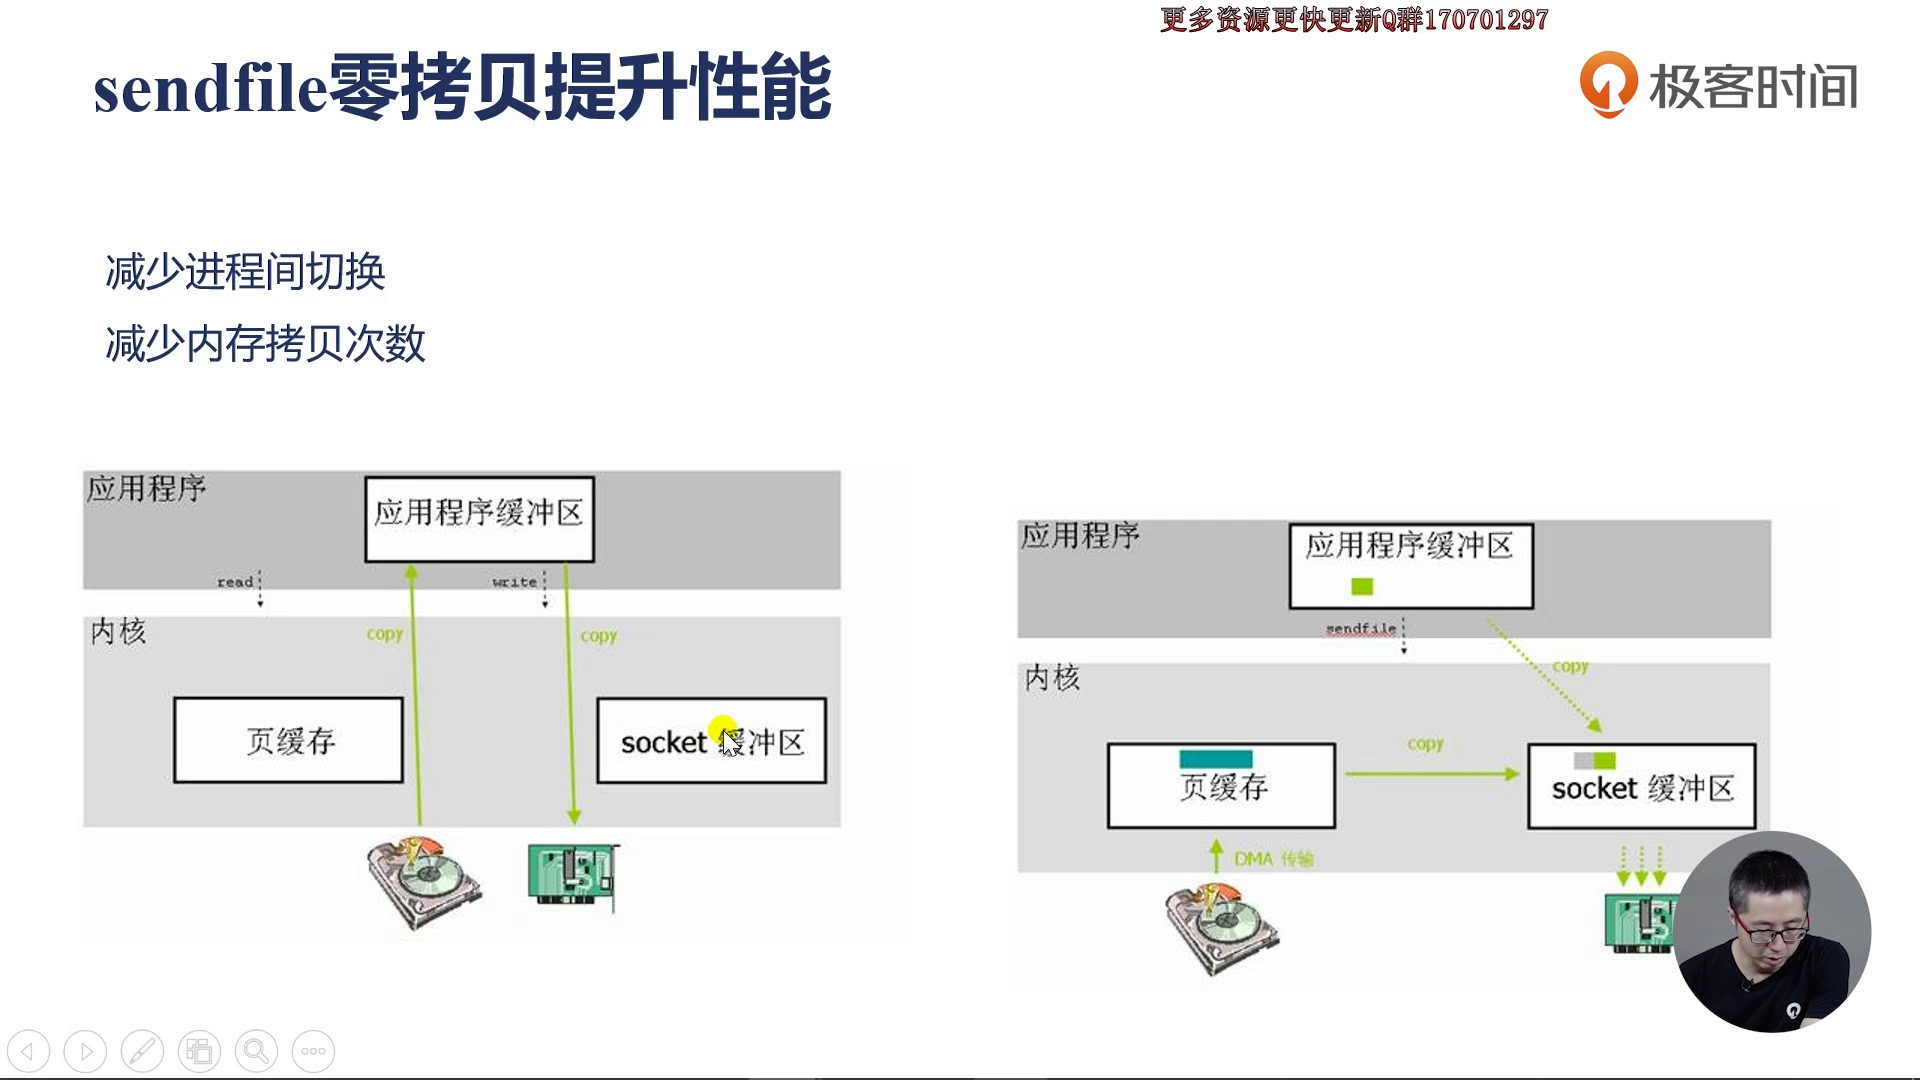 更多资源更快更新Q群170701297
sendfile零拷贝提升性能
极客时间
减少进程间切换
减少内存拷贝次数
应用程序
应用程序缓冲区
read
write
内核
copy
copy
页缓存
socket 缓冲区
应用程序
应用程序缓冲区
sendfile
copy
内核
copy
页缓存
socket 缓冲区
DMA 传输